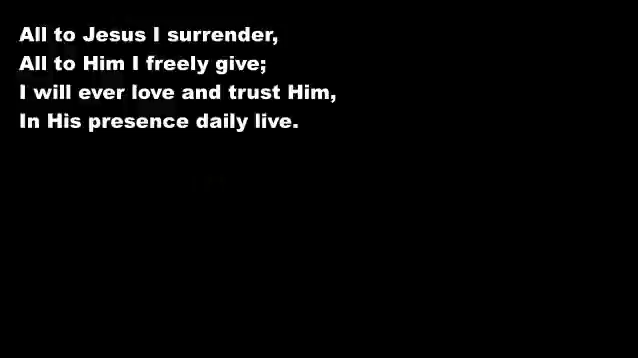 All to Jesus I surrender,
All to Him I freely give;
I will ever love and trust Him,
In His presence daily live.